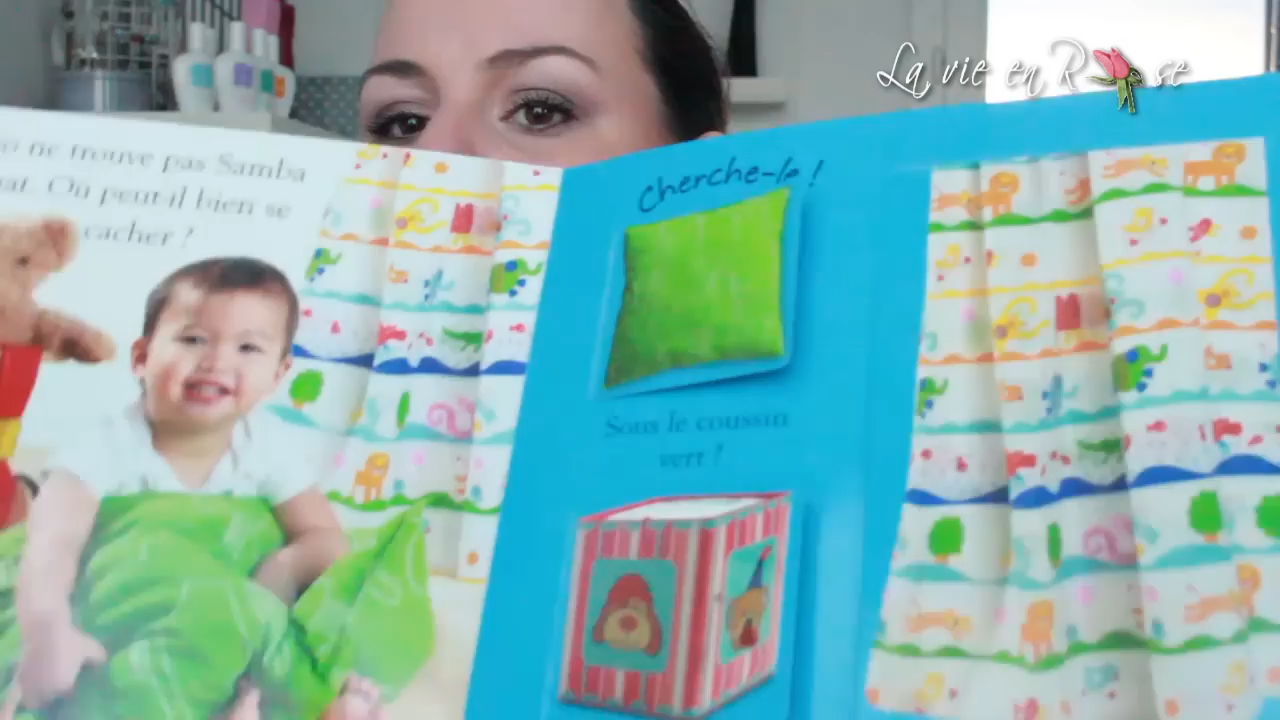 La vie en Rose
ne trouve pas Samba
Où peut-il bien se
cacher ?
cherche-le !
Sous le coussin
vert ?